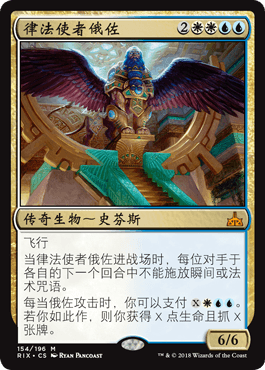 律法使者俄佐 2
传奇生物～史芬斯
飞行
当律法使者俄佐进战场时，每位对手于
各自的下一个回合中不能施放瞬间或法
术咒语。
每当俄佐攻击时，你可以支付 X。
若你如此作，则你获得 X 点生命且抓 X
张牌。
6/6
154/196 M
RIX • CS RYAN PANCOAST
™ & © 2018 Wizards of the Coast